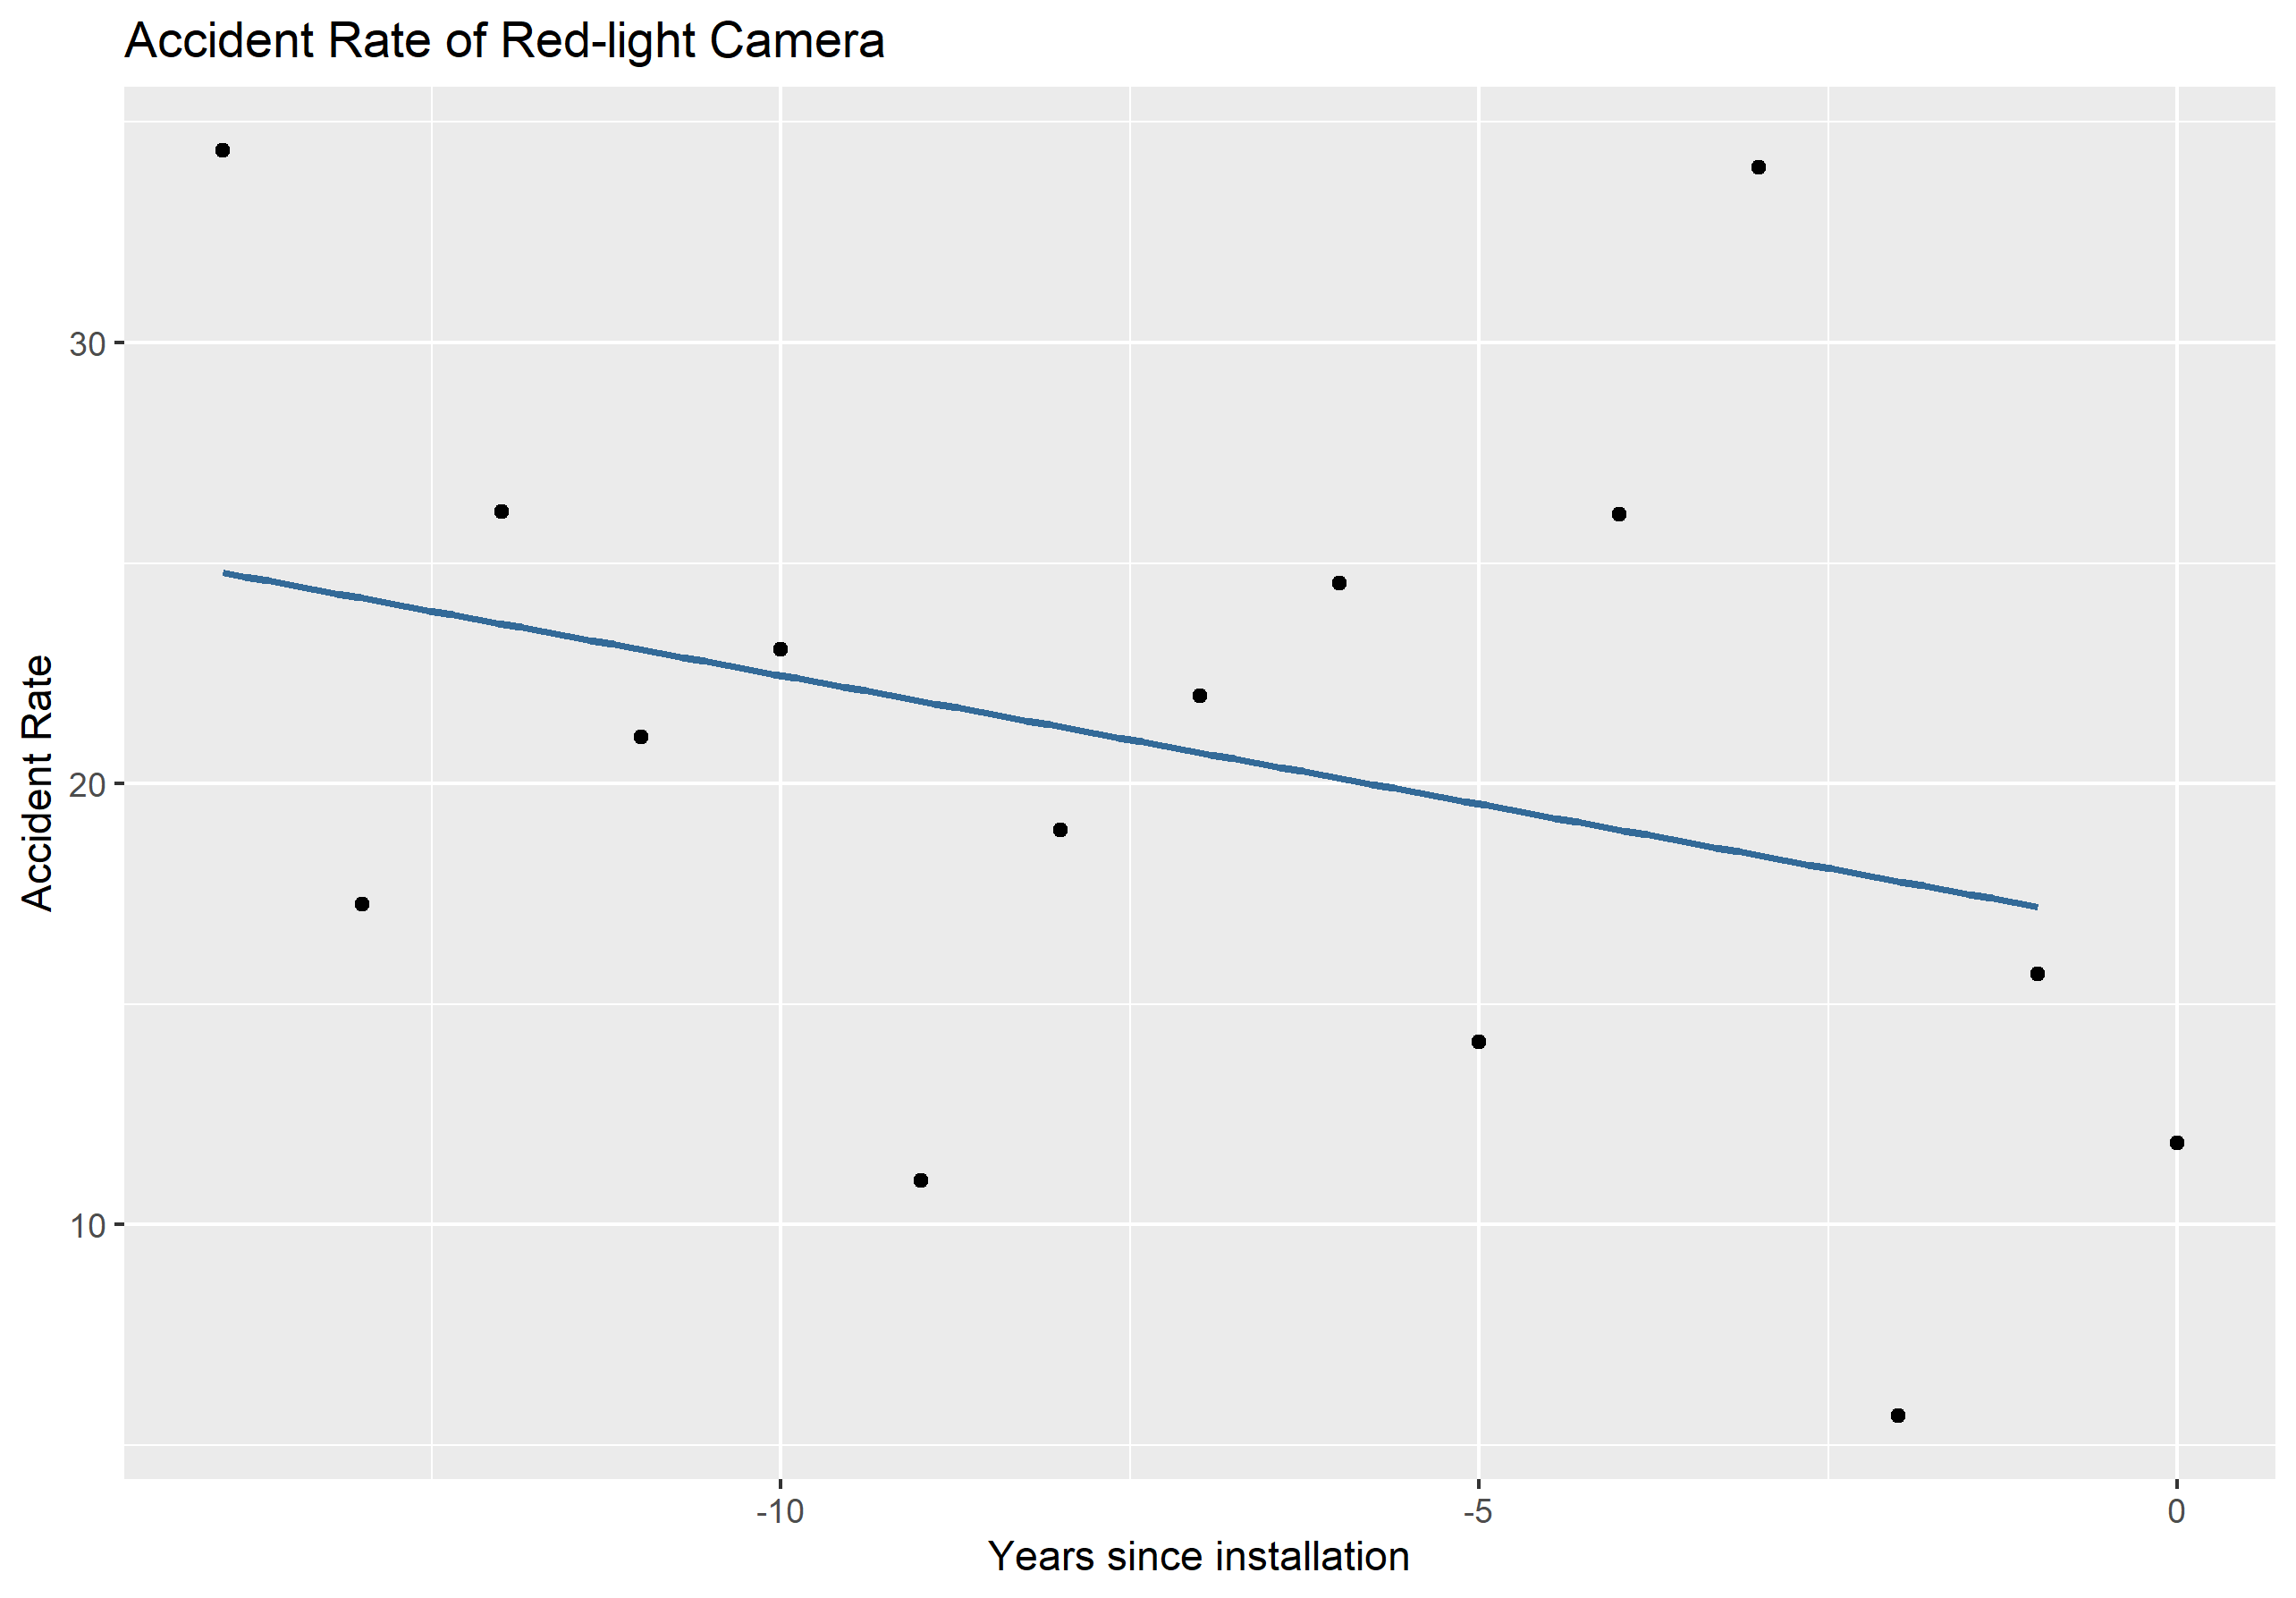 Accident Rate of Red-light Camera
Accident Rate
30
20
10
-10
-5
0
Years since installation